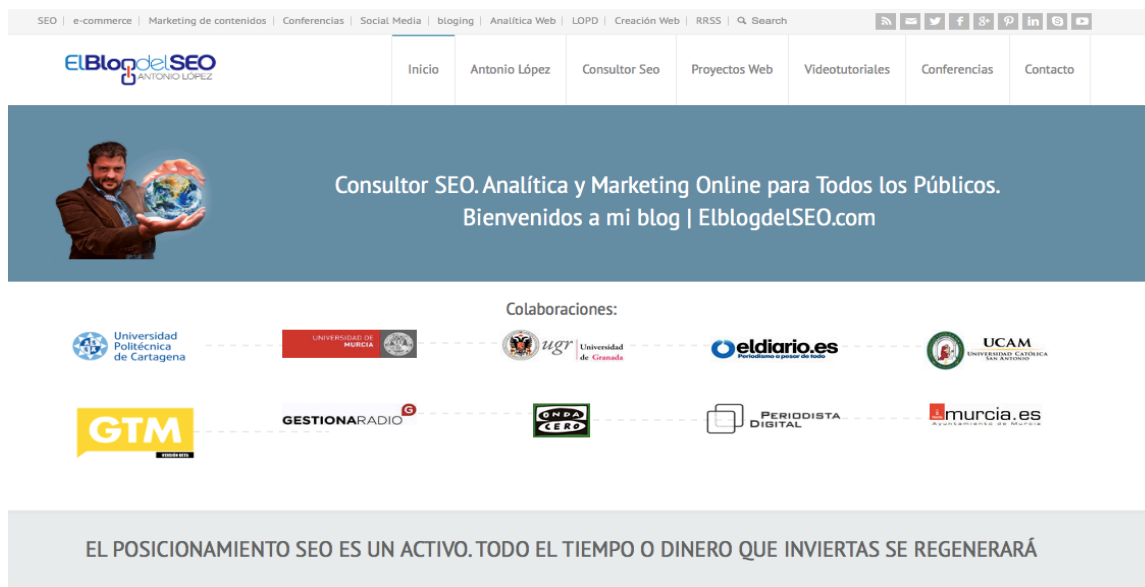 SEO | e-commerce | Marketing de contenidos | Conferencias | Social Media | bloging | Analítica Web | LOPD | Creación Web | RRSS | Search
ElBlogdelSEO
ANTONIO LÓPEZ
Inicio Antonio López Consultor Seo Proyectos Web Videotutoriales Conferencias Contacto
Consultor SEO. Analítica y Marketing Online para Todos los Públicos.
Bienvenidos a mi blog | ElblogdelSEO.com
Colaboraciones:
Universidad
Politécnica
de Cartagena
UNIVERSIDAD DE
MURCIA
ugr Universidad
de Granada
eldiario.es
Periodismo a pesar de todo
UCAM
UNIVERSIDAD CATÓLICA
SAN ANTONIO
GTM
VERSIÓN BETA
GESTIONARADIO G
ONDA
CERO
PERIODISTA
DIGITAL
murcia.es
Ayuntamiento de Murcia
EL POSICIONAMIENTO SEO ES UN ACTIVO. TODO EL TIEMPO O DINERO QUE INVIERTAS SE REGENERARÁ